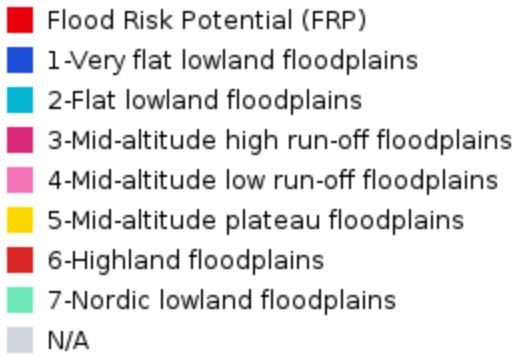 Flood Risk Potential (FRP)
1-Very flat lowland floodplains
2-Flat lowland floodplains
3-Mid-altitude high run-off floodplains
4-Mid-altitude low run-off floodplains
5-Mid-altitude plateau floodplains
6-Highland floodplains
7-Nordic lowland floodplains
N/A